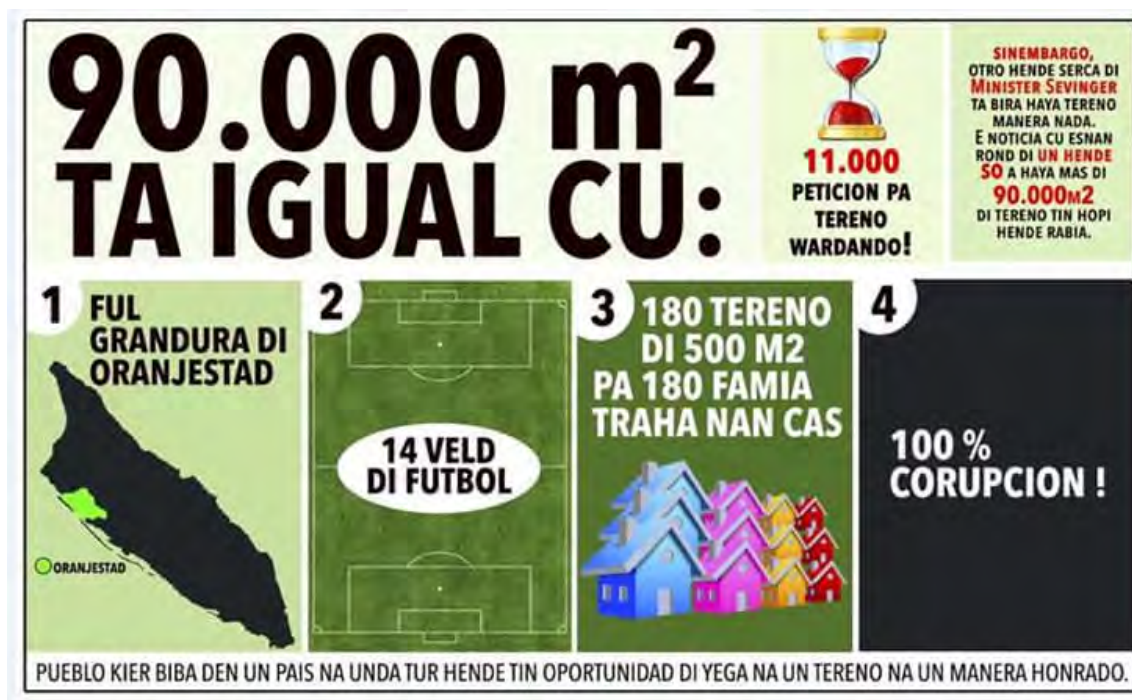 90.000 m²
TA IGUAL CU:
11.000
PETICION PA
TERENO
WARDANDO!
SINEMBARGO,
OTRO HENDE SERCA DI
MINISTER SEVINGER
TA BIRA HAYA TERENO
MANERA NADA.
E NOTICIA CU ESNAN
ROND DI UN HENDE
SO A HAYA MAS DI
90.000M2
DI TERENO TIN HOPI
HENDE RABIA.
1 FUL
GRANDURA DI
ORANJESTAD
ORANJESTAD
2
14 VELD
DI FUTBOL
3 180 TERENO
DI 500 M2
PA 180 FAMIA
TRAHA NAN CAS
4
100 %
CORUPCION !
PUEBLO KIER BIBA DEN UN PAIS NA UNDA TUR HENDE TIN OPORTUNIDAD DI YEGA NA UN TERENO NA UN MANERA HONRADO.